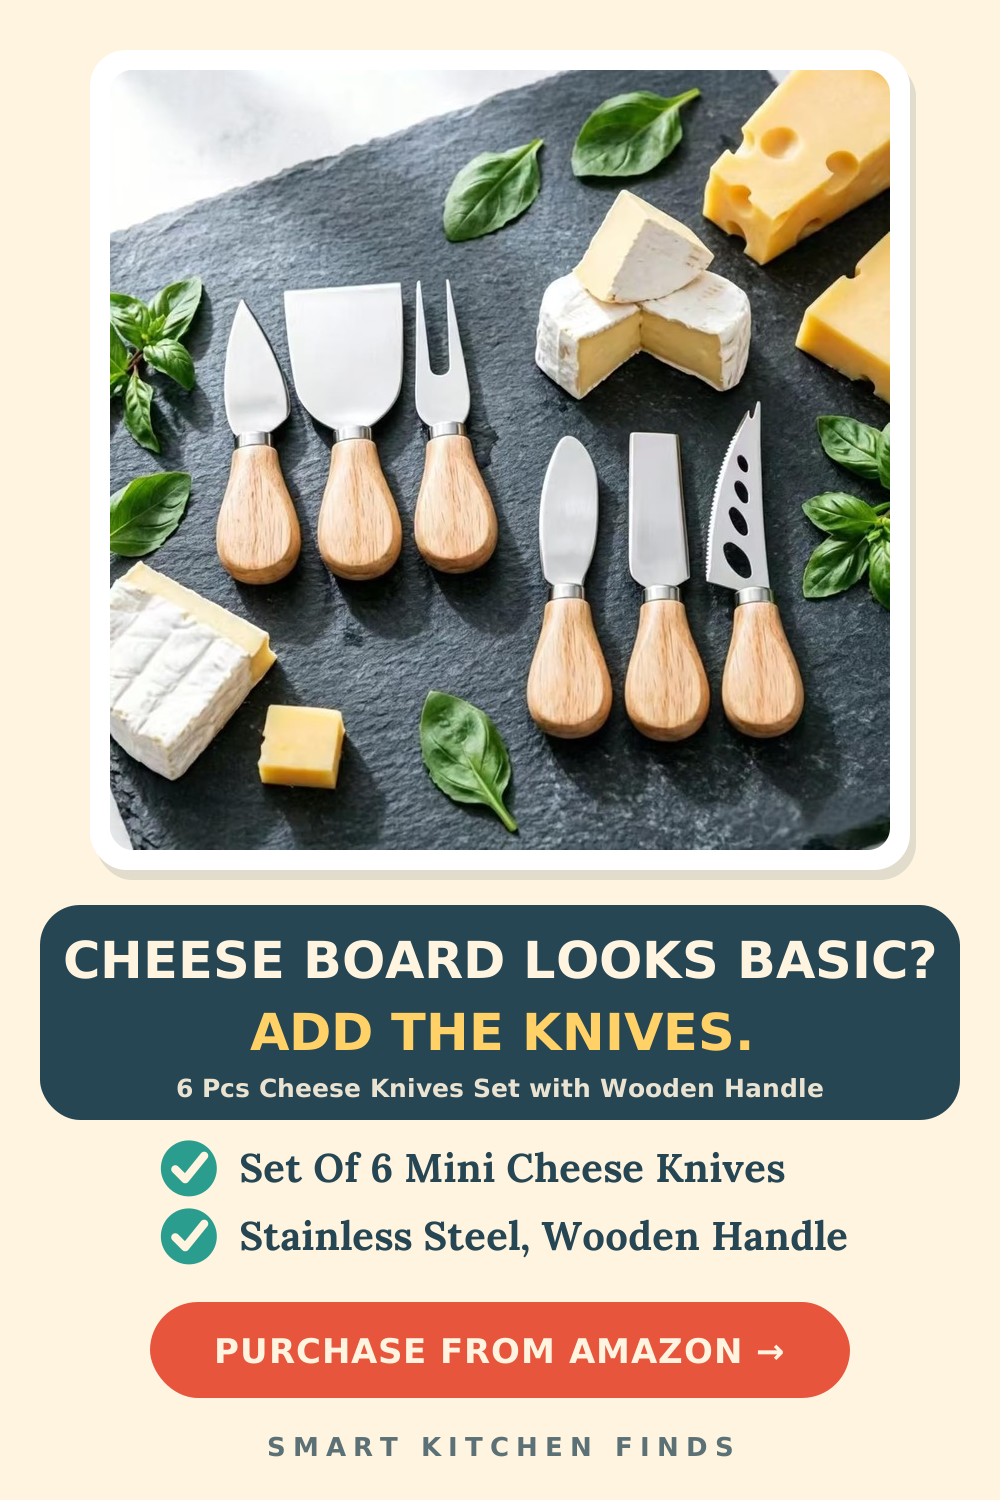 CHEESE BOARD LOOKS BASIC?
ADD THE KNIVES.
6 Pcs Cheese Knives Set with Wooden Handle
Set Of 6 Mini Cheese Knives
Stainless Steel, Wooden Handle
PURCHASE FROM AMAZON →
SMART KITCHEN FINDS